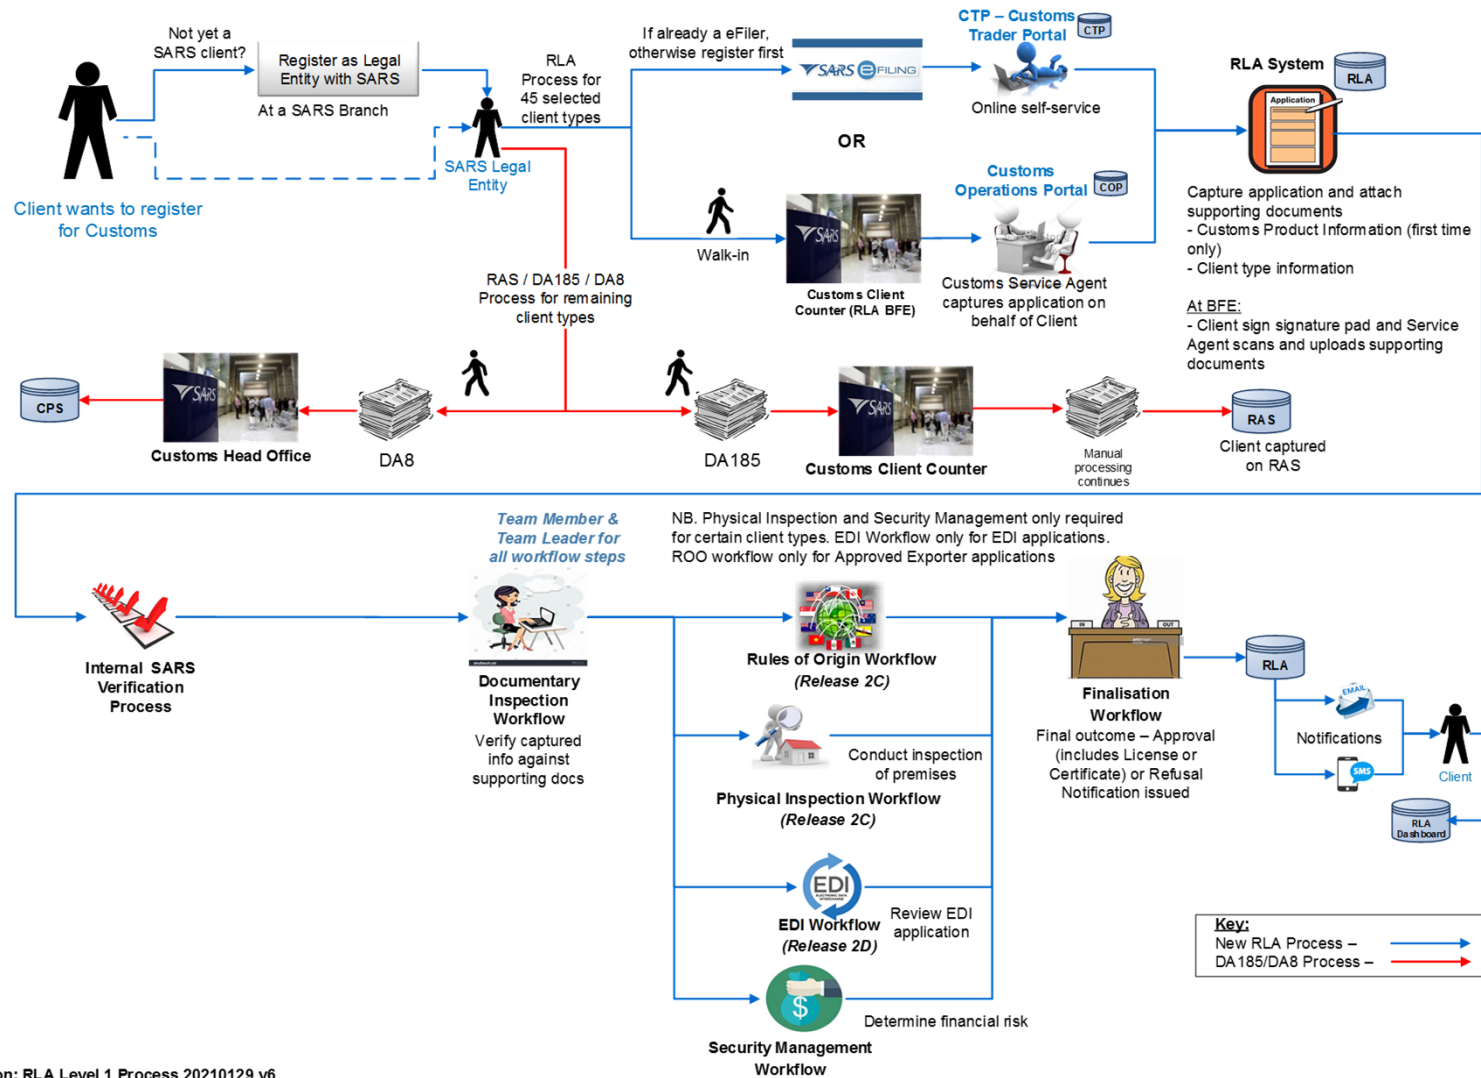 Not yet a
SARS client?
Register as Legal
Entity with SARS
At a SARS Branch
Client wants to register
for Customs
SARS Legal
Entity
RLA
Process for
45 selected
client types
If already a eFiler,
otherwise register first
SARS eFILING
CTP – Customs
Trader Portal
CTP
Online self-service
OR
Walk-in
SARS
Customs Client
Counter (RLA BFE)
Customs
Operations Portal
COP
Customs Service Agent
captures application on
behalf of Client
RLA System
RLA
Application
Capture application and attach
supporting documents
- Customs Product Information (first time
only)
- Client type information
At BFE:
- Client sign signature pad and Service
Agent scans and uploads supporting
documents
RAS / DA185 / DA8
Process for remaining
client types
CPS
SARS
Customs Head Office
DA8
DA185
SARS
Customs Client Counter
Manual
processing
continues
RAS
Client captured
on RAS
Team Member &
Team Leader for
all workflow steps
NB. Physical Inspection and Security Management only required
for certain client types. EDI Workflow only for EDI applications.
ROO workflow only for Approved Exporter applications
Internal SARS
Verification
Process
Documentary
Inspection
Workflow
Verify captured
info against
supporting docs
Rules of Origin Workflow
(Release 2C)
Conduct inspection
of premises
Physical Inspection Workflow
(Release 2C)
EDI
ELECTRONIC DATA
INTERCHANGE
Review EDI
application
EDI Workflow
(Release 2D)
$
Determine financial risk
Security Management
Workflow
IN
OUT
Finalisation
Workflow
Final outcome – Approval
(includes License or
Certificate) or Refusal
Notification issued
RLA
EMAIL
Notifications
SMS
Client
RLA
Dashboard
Key:
New RLA Process –
DA185/DA8 Process –
on: RLA Level 1 Process 20210129 v6